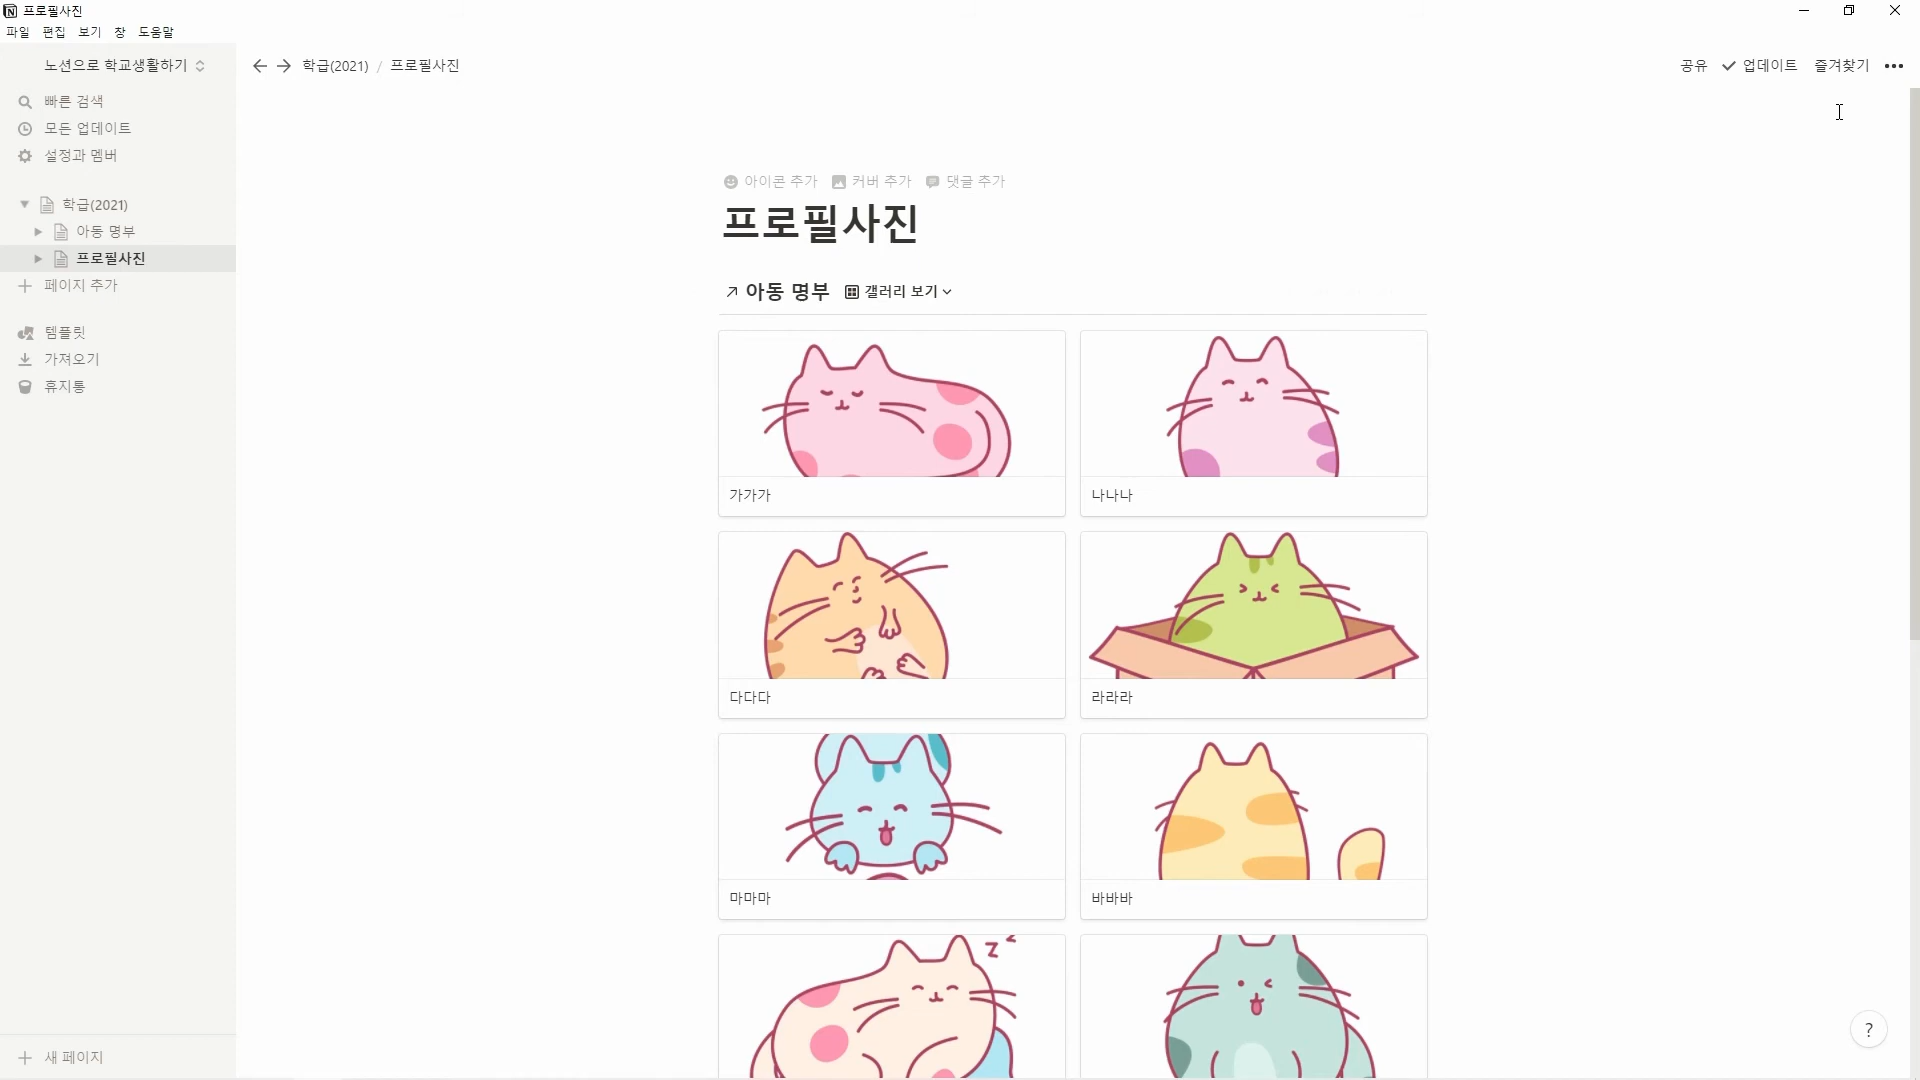 프로필사진
파일 편집 보기 창 도움말
노션으로 학교생활하기
학급(2021) / 프로필사진
공유 업데이트 즐겨찾기
빠른 검색
모든 업데이트
설정과 멤버
학급(2021)
아동 명부
프로필사진
페이지 추가
템플릿
가져오기
휴지통
새 페이지
아이콘 추가 커버 추가 댓글 추가
프로필사진
아동 명부 갤러리 보기
가가가
나나나
다다다
라라라
마마마
바바바
z z
?